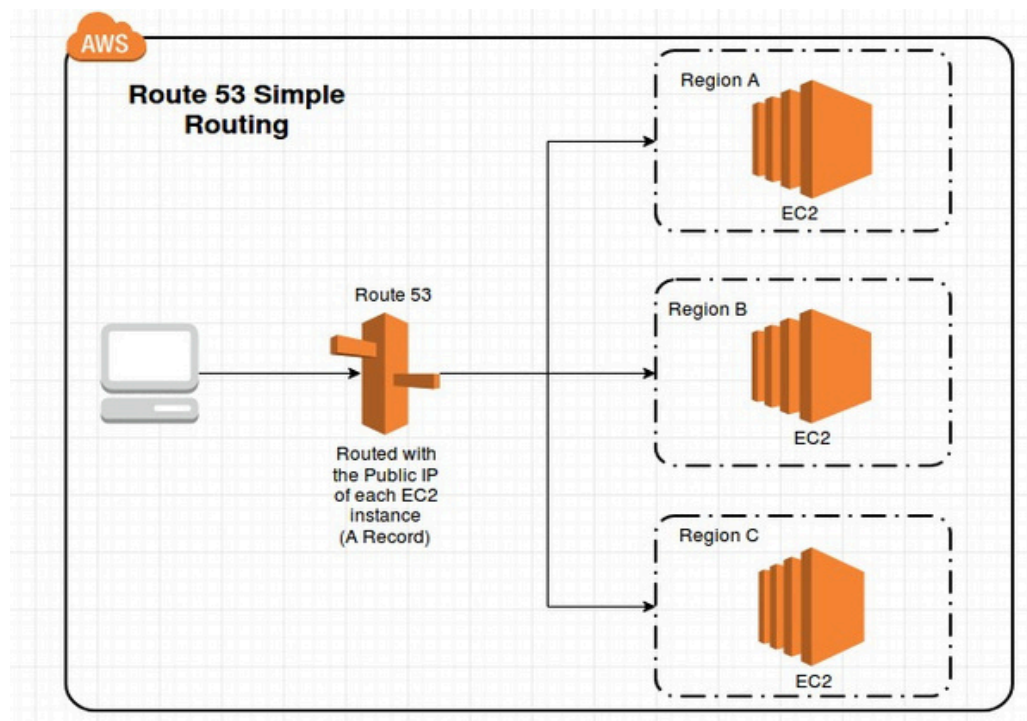 AWS
Route 53 Simple
Routing
Region A
EC2
Route 53
Routed with
the Public IP
of each EC2
instance
(A Record)
Region B
EC2
Region C
EC2